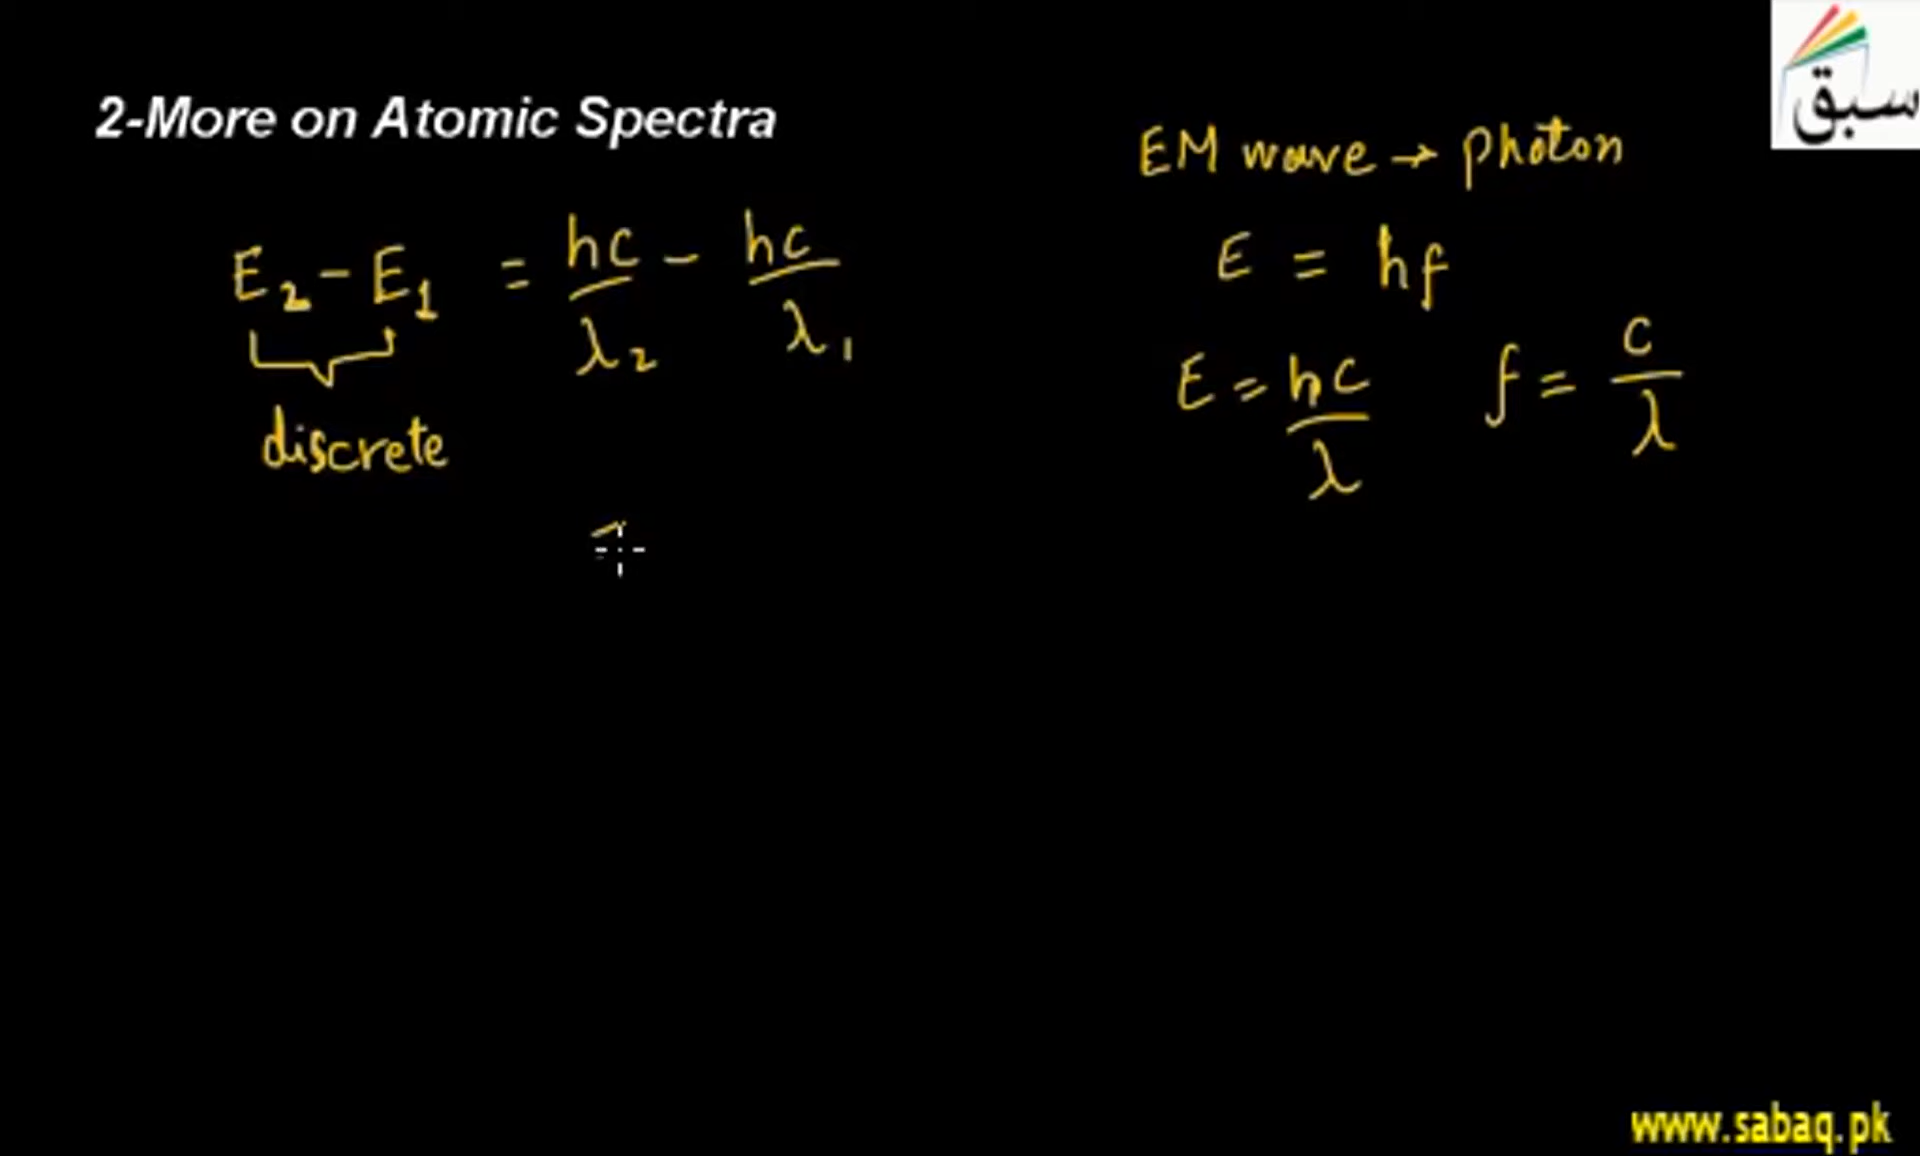 سبق
2-More on Atomic Spectra
E₂ - E₁ = hc/λ₂ - hc/λ₁
discrete
EM wave → photon
E = hf
E = hc/λ f = c/λ
www.sabaq.pk